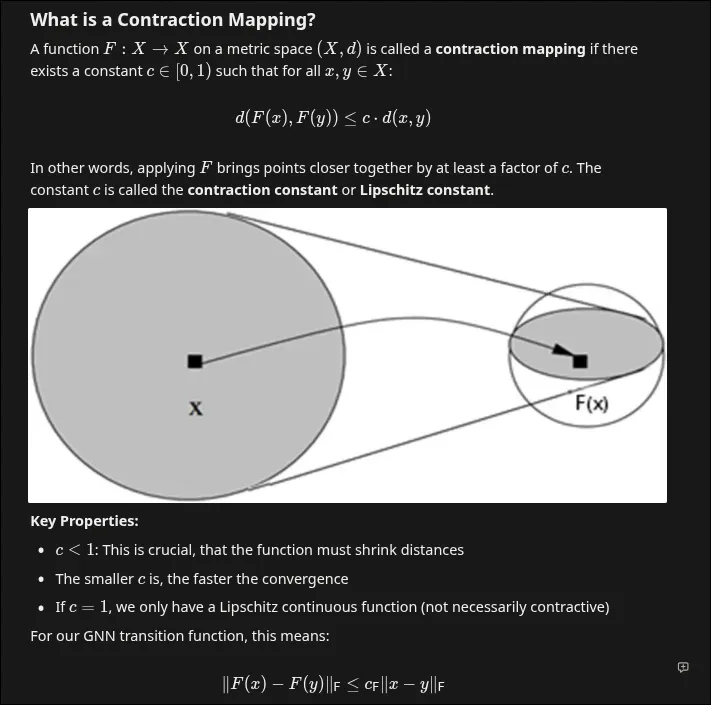 What is a Contraction Mapping?
A function F : X → X on a metric space (X, d) is called a contraction mapping if there
exists a constant c ∈ [0, 1) such that for all x, y ∈ X:
d(F(x), F(y)) ≤ c · d(x, y)
In other words, applying F brings points closer together by at least a factor of c. The
constant c is called the contraction constant or Lipschitz constant.
X
F(x)
Key Properties:
• c < 1: This is crucial, that the function must shrink distances
• The smaller c is, the faster the convergence
• If c = 1, we only have a Lipschitz continuous function (not necessarily contractive)
For our GNN transition function, this means:
‖F(x) − F(y)‖F ≤ cF‖x − y‖F